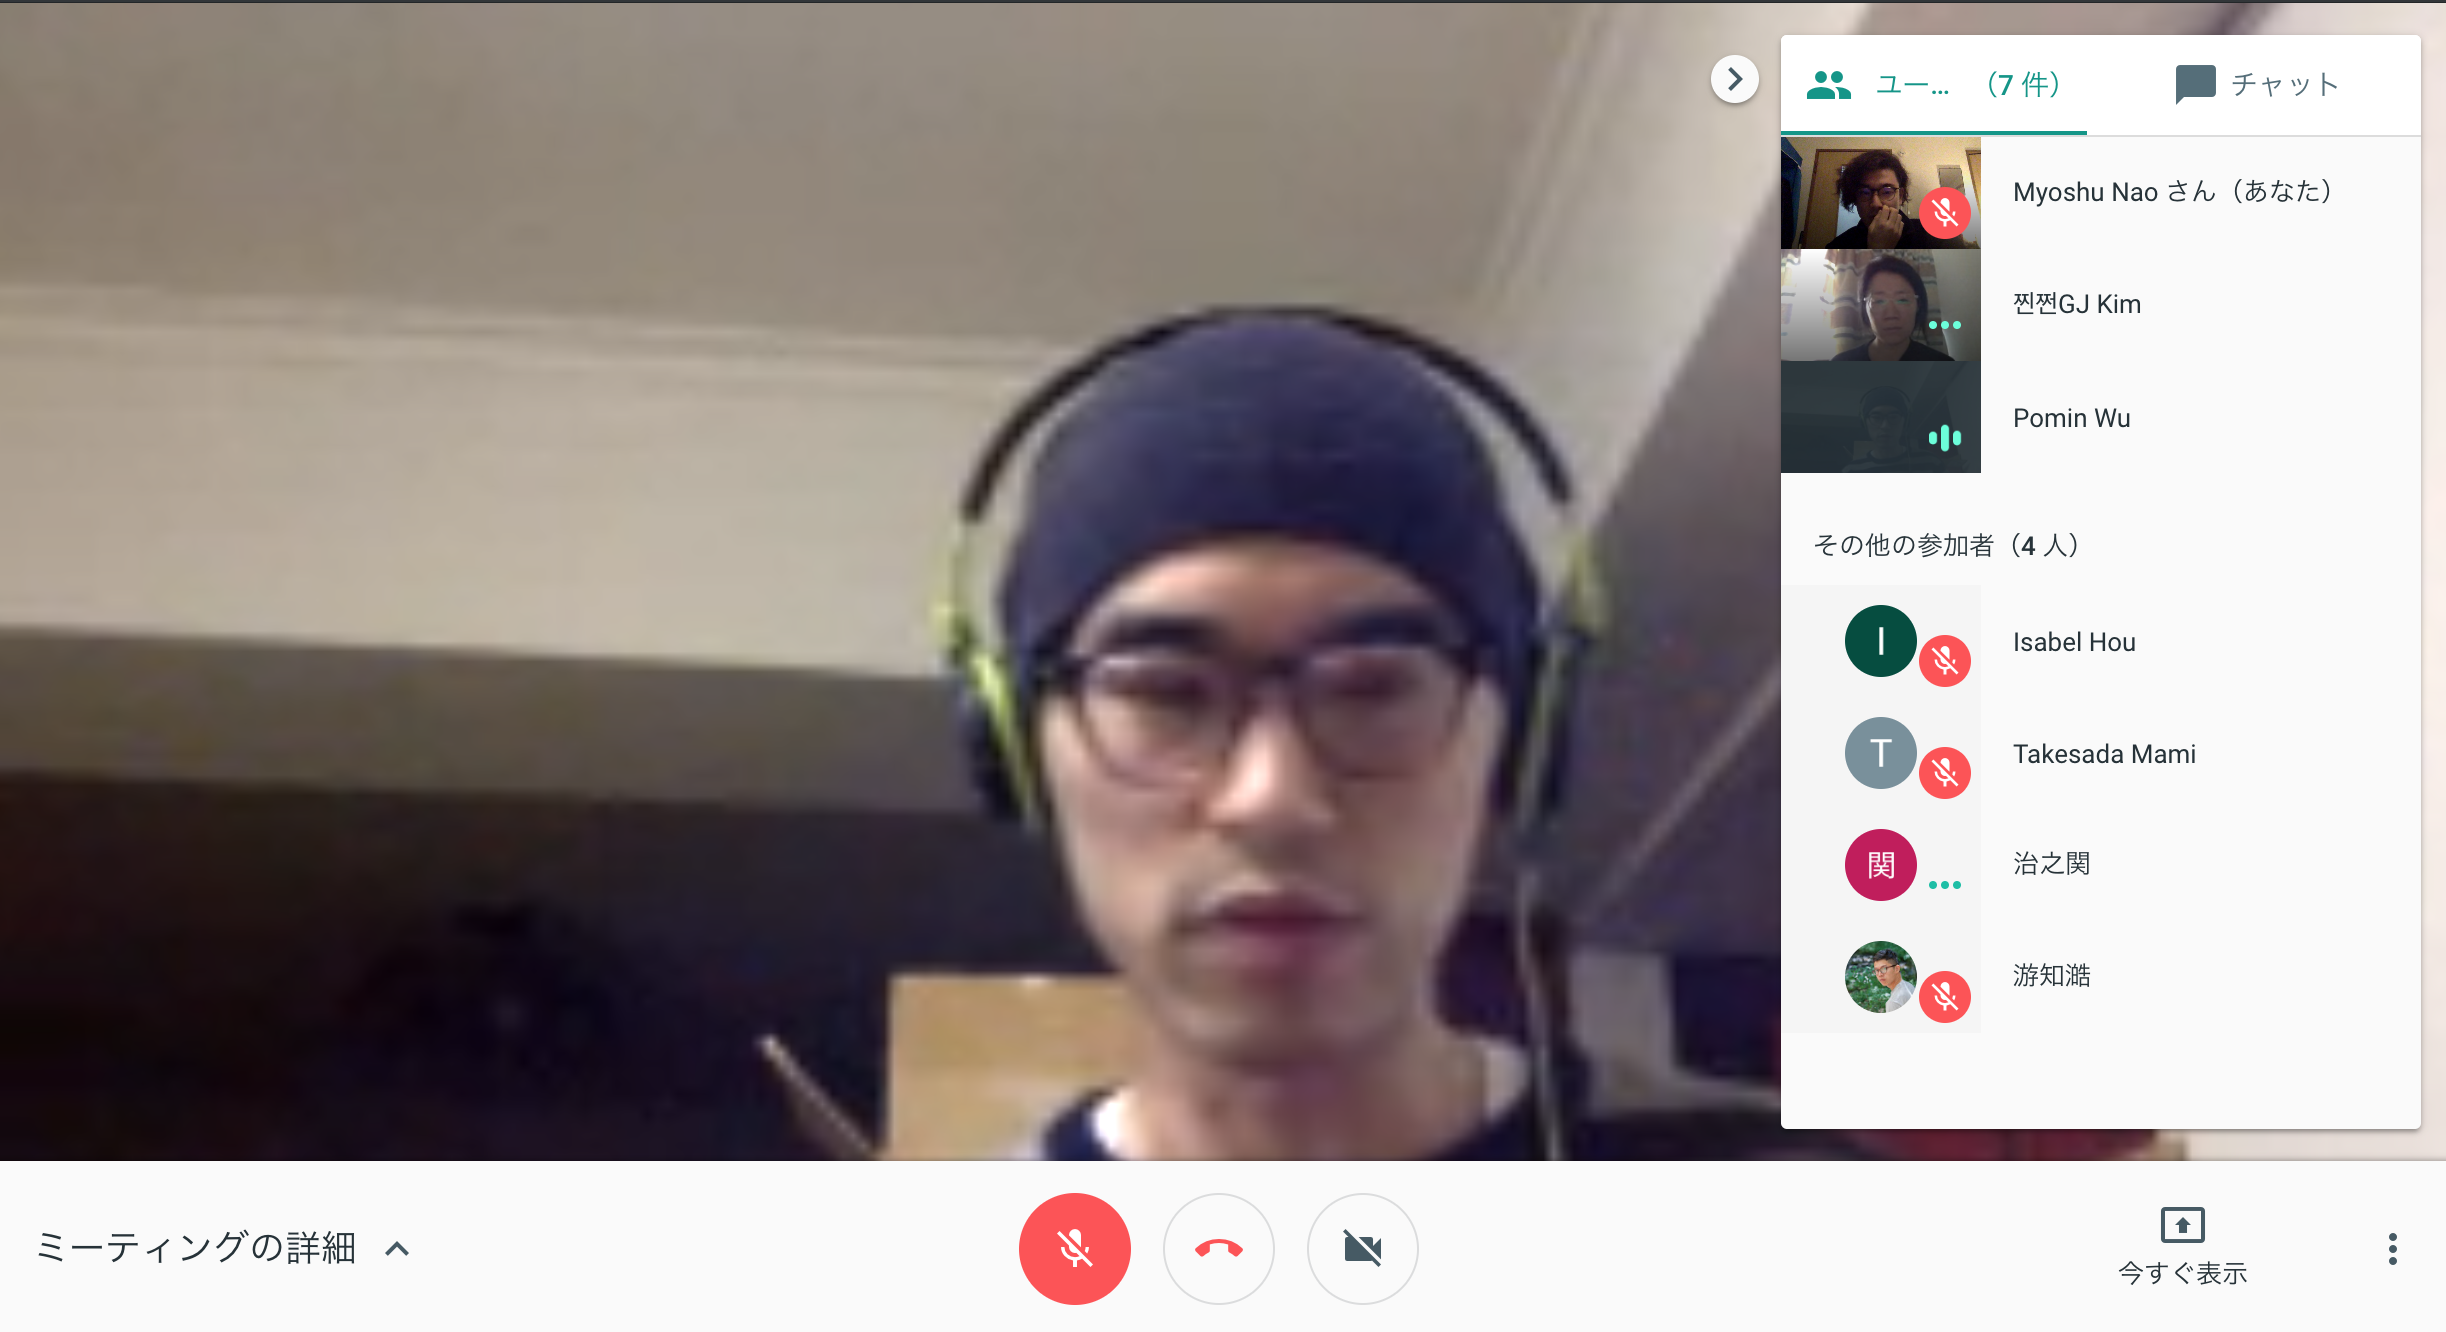 ユー... （7 件）
チャット
Myoshu Nao さん（あなた）
찐쩐GJ Kim
Pomin Wu
その他の参加者（4 人）
I
Isabel Hou
T
Takesada Mami
関
治之関
游知澔
ミーティングの詳細
今すぐ表示